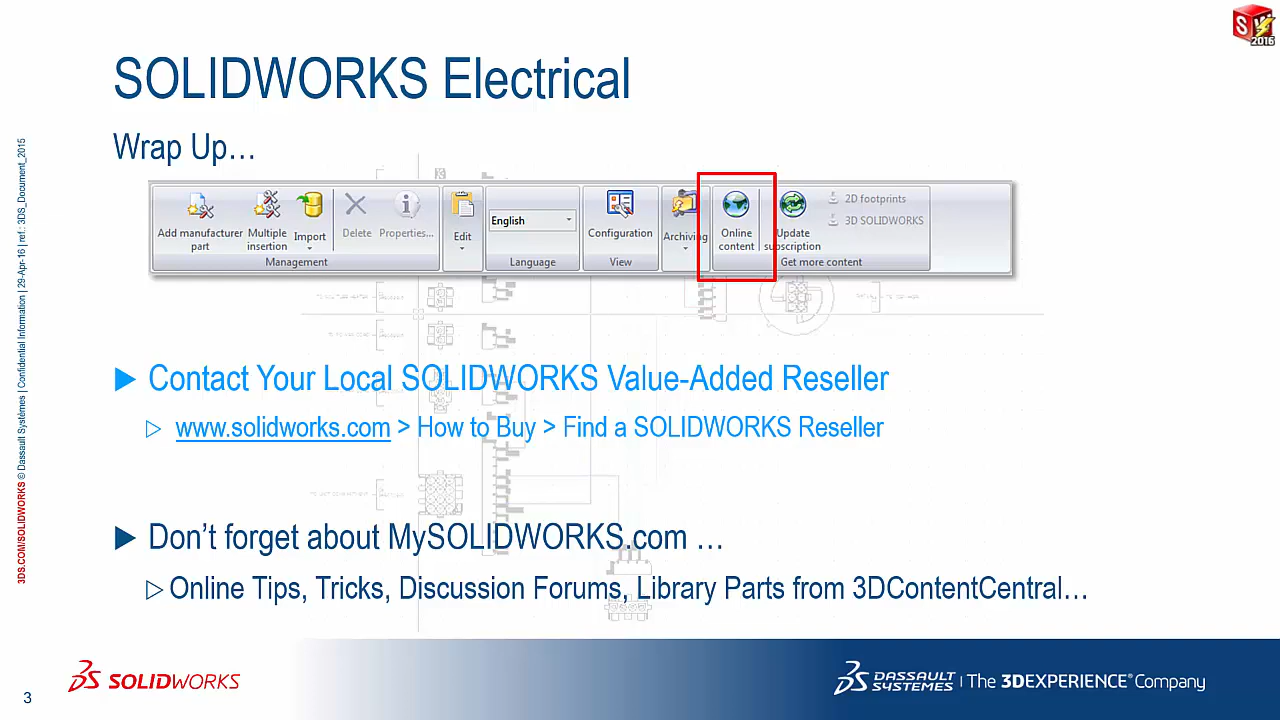 2016
SOLIDWORKS Electrical
Wrap Up…
Add manufacturer part
Multiple insertion
Import
Delete
Properties...
Management
Edit
English
Language
Configuration
View
Archiving
Online content
Update subscription
2D footprints
3D SOLIDWORKS
Get more content
Contact Your Local SOLIDWORKS Value-Added Reseller
www.solidworks.com > How to Buy > Find a SOLIDWORKS Reseller
Don’t forget about MySOLIDWORKS.com …
Online Tips, Tricks, Discussion Forums, Library Parts from 3DContentCentral…
3DS.COM/SOLIDWORKS © Dassault Systèmes | Confidential Information | 29-Apr-16 | ref.: 3DS_Document_2015
3
SOLIDWORKS
DASSAULT SYSTEMES | The 3DEXPERIENCE® Company